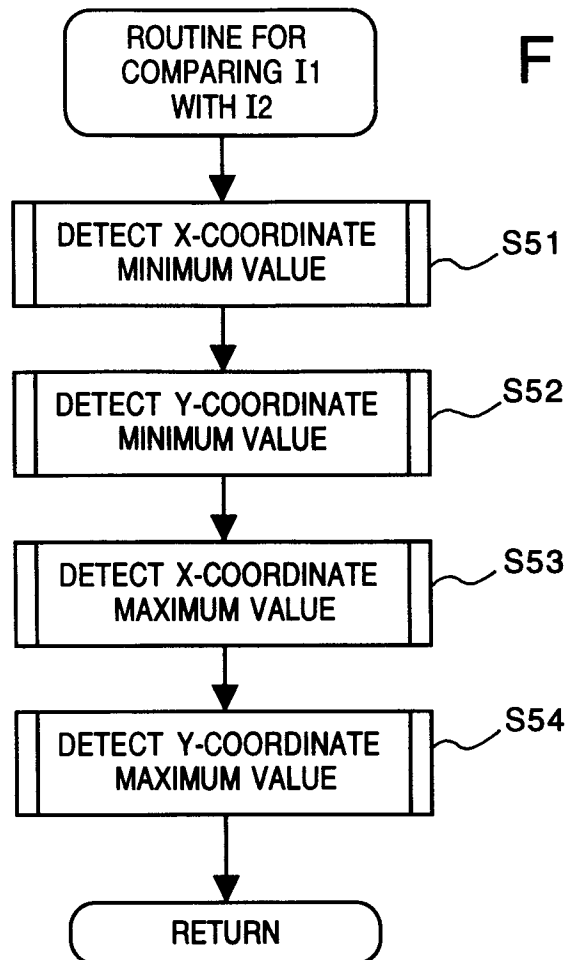 ROUTINE FOR
COMPARING I1
WITH I2
F
DETECT X-COORDINATE
MINIMUM VALUE
S51
DETECT Y-COORDINATE
MINIMUM VALUE
S52
DETECT X-COORDINATE
MAXIMUM VALUE
S53
DETECT Y-COORDINATE
MAXIMUM VALUE
S54
RETURN